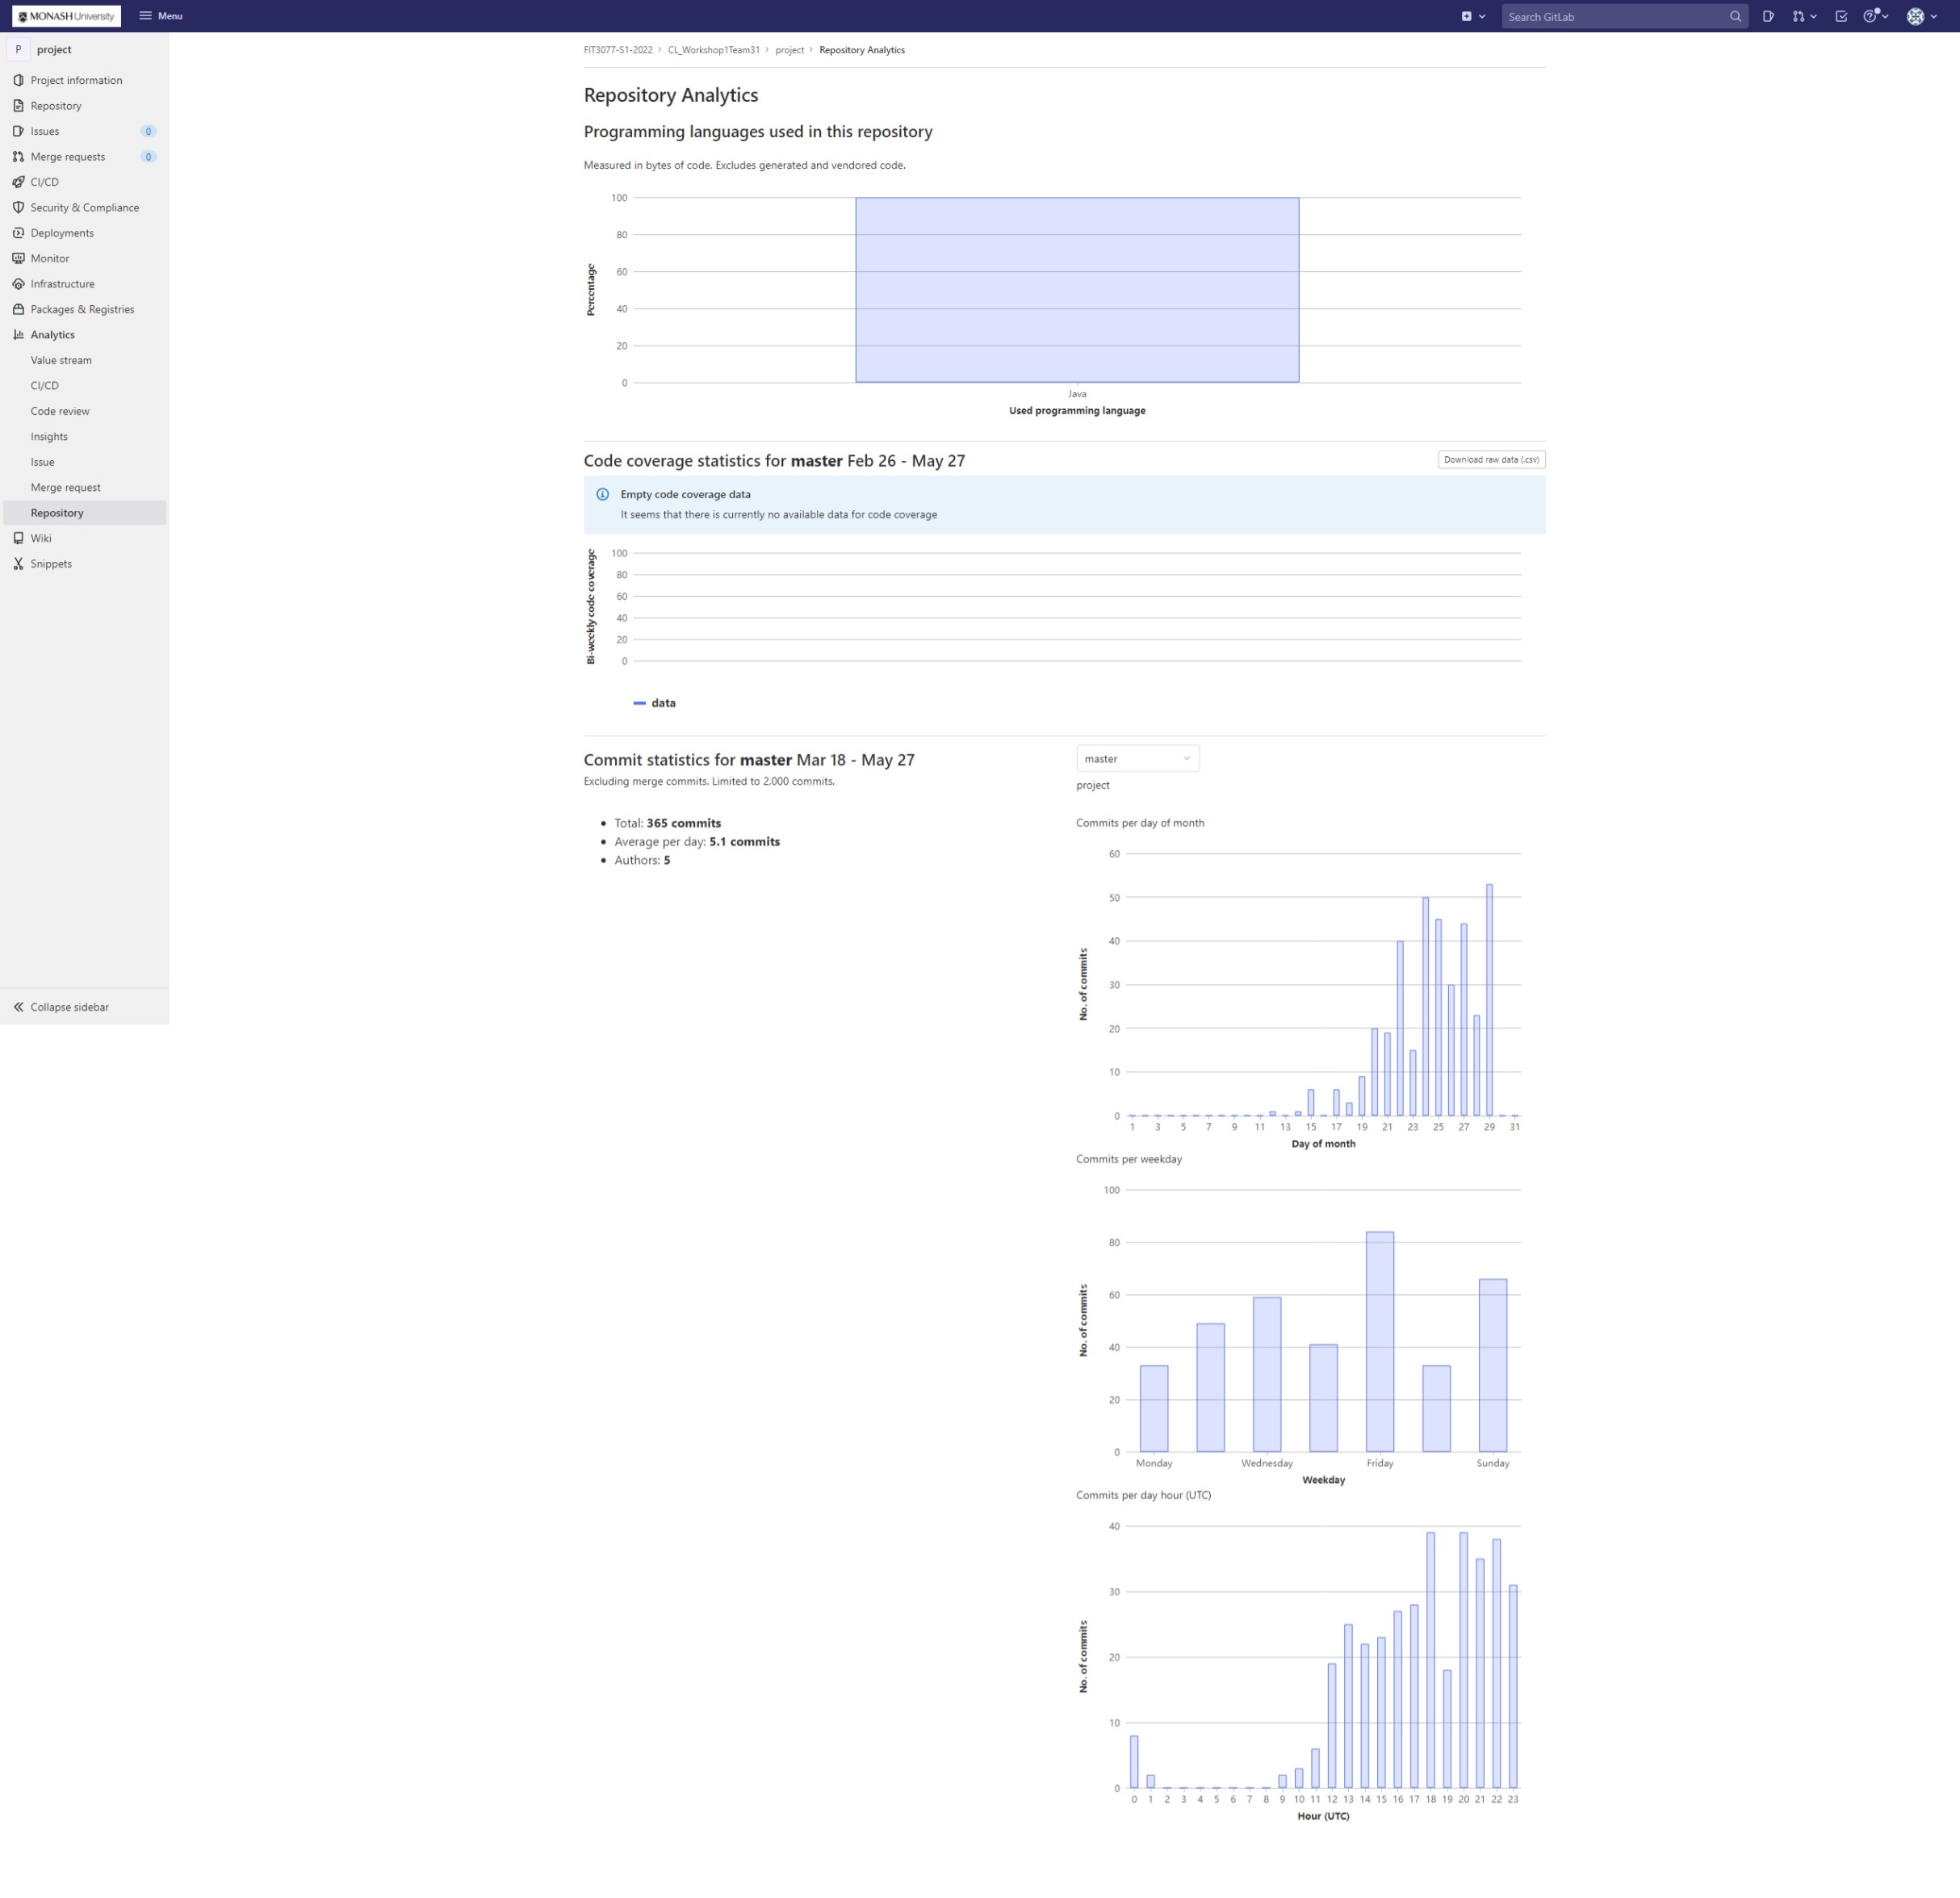 MONASH University
Menu
Search GitLab
P project
Project information
Repository
Issues 0
Merge requests 0
CI/CD
Security & Compliance
Deployments
Monitor
Infrastructure
Packages & Registries
Analytics
Value stream
CI/CD
Code review
Insights
Issue
Merge request
Repository
Wiki
Snippets
Collapse sidebar
FIT3077-S1-2022 > CL_Workshop1Team31 > project > Repository Analytics
Repository Analytics
Programming languages used in this repository
Measured in bytes of code. Excludes generated and vendored code.
100
80
60
40
20
0
Percentage
Java
Used programming language
Code coverage statistics for master Feb 26 - May 27
Download raw data (.csv)
Empty code coverage data
It seems that there is currently no available data for code coverage
100
80
60
40
20
0
Bi-weekly code coverage
data
Commit statistics for master Mar 18 - May 27
Excluding merge commits. Limited to 2,000 commits.
Total: 365 commits
Average per day: 5.1 commits
Authors: 5
master
project
Commits per day of month
60
50
40
30
20
10
0
No. of commits
1 3 5 7 9 11 13 15 17 19 21 23 25 27 29 31
Day of month
Commits per weekday
100
80
60
40
20
0
No. of commits
Monday Wednesday Friday Sunday
Weekday
Commits per day hour (UTC)
40
30
20
10
0
No. of commits
0 1 2 3 4 5 6 7 8 9 10 11 12 13 14 15 16 17 18 19 20 21 22 23
Hour (UTC)